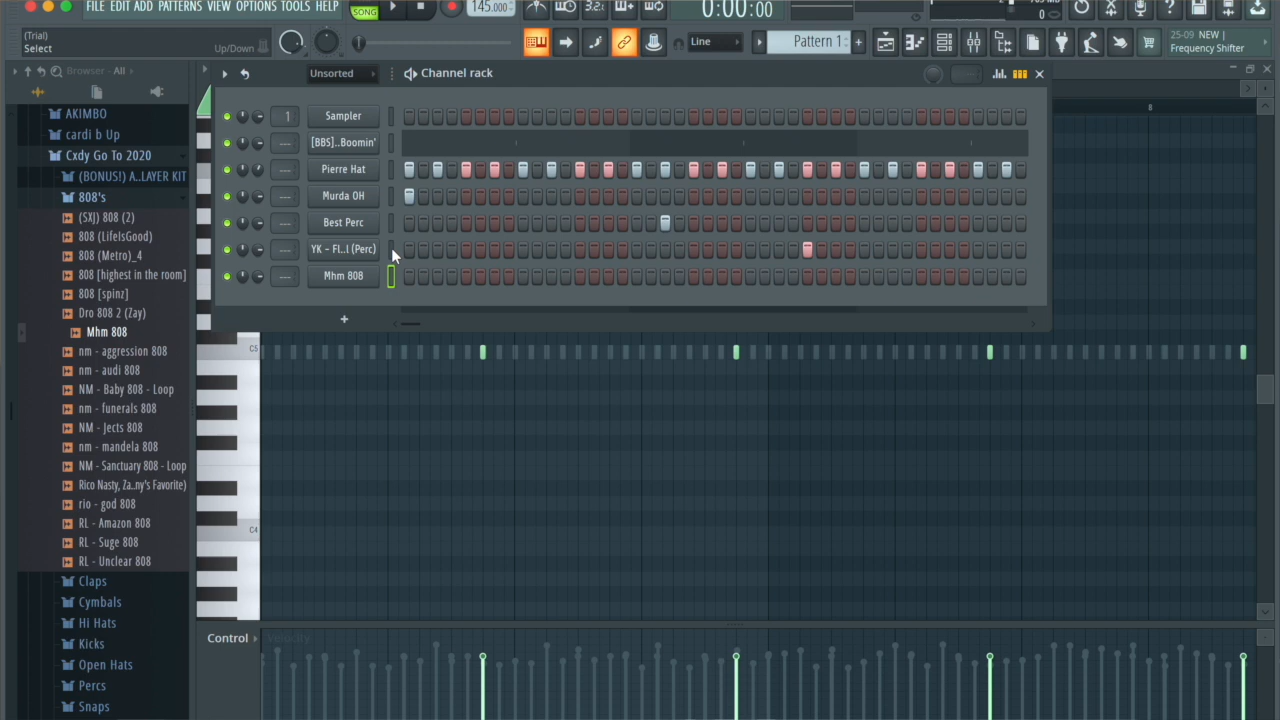 FILE EDIT ADD PATTERNS VIEW OPTIONS TOOLS HELP
SONG
145.000
3.2.
0:00:00
0
(Trial)
Select
Up/Down
Line
Pattern 1
25-09 NEW |
Frequency Shifter
Browser - All
Unsorted
Channel rack
8
1
Sampler
[BBS]..Boomin'
Pierre Hat
Murda OH
Best Perc
YK – Fl..l (Perc)
Mhm 808
AKIMBO
cardi b Up
Cxdy Go To 2020
(BONUS!) A..LAYER KIT
808's
(SXJ) 808 (2)
808 (LifeIsGood)
808 (Metro)_4
808 [highest in the room]
808 [spinz]
Dro 808 2 (Zay)
Mhm 808
nm - aggression 808
nm - audi 808
NM - Baby 808 - Loop
nm - funerals 808
NM - Jects 808
nm - mandela 808
NM - Sanctuary 808 - Loop
Rico Nasty, Za..ny's Favorite)
rio - god 808
RL - Amazon 808
RL - Suge 808
RL - Unclear 808
Claps
Cymbals
Hi Hats
Kicks
Open Hats
Percs
Snaps
C5
C4
Control
Velocity